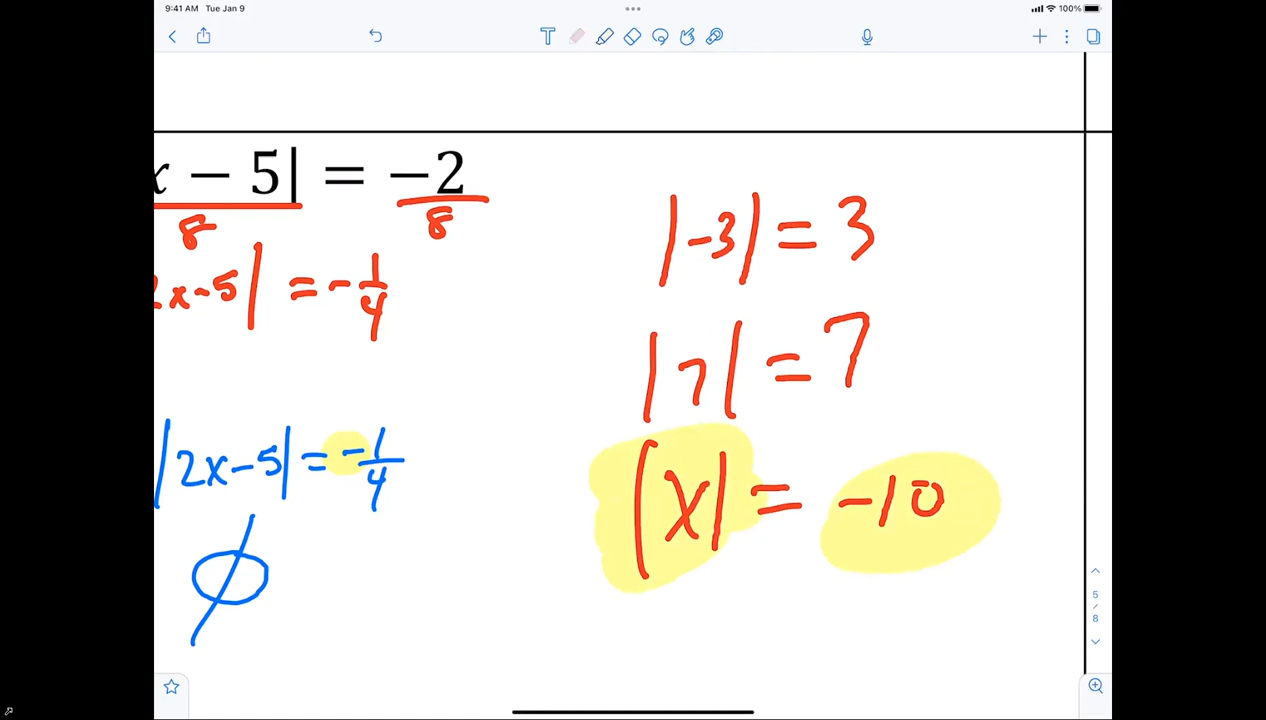 9:41 AM Tue Jan 9
100%
x − 5| = −2
8 8
2x-5| = -1/4
|2x-5| = -1/4
∅
|-3| = 3
|7| = 7
|x| = -10
5
/
8